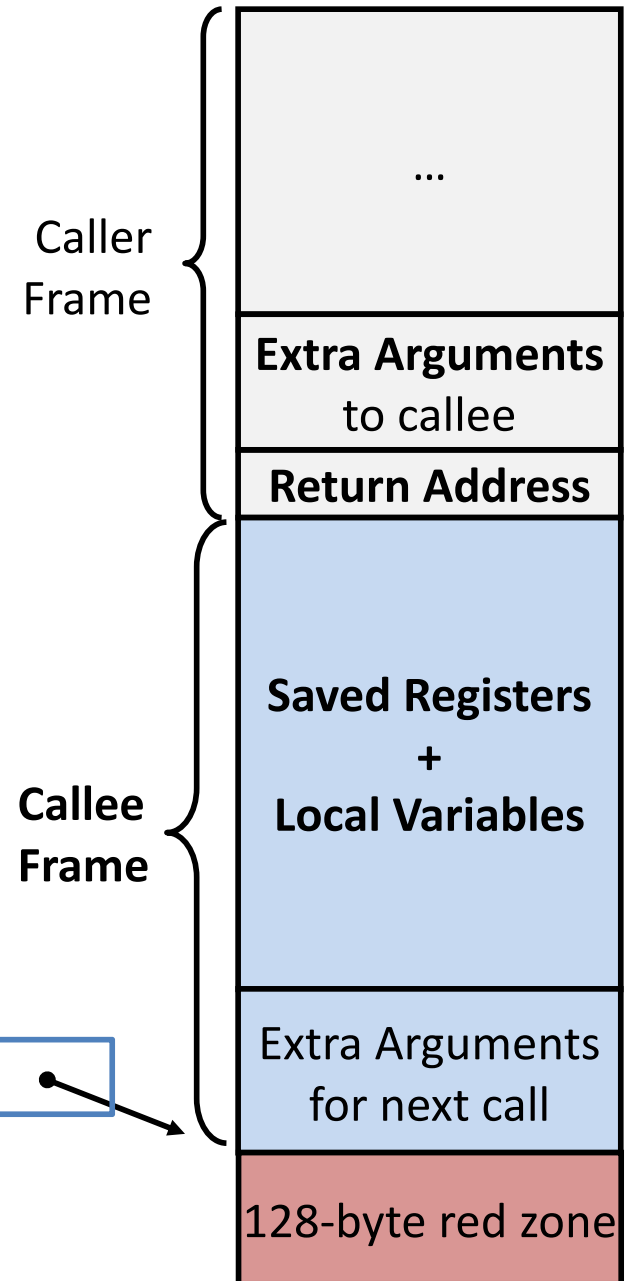 ...
Caller
Frame
Extra Arguments
to callee
Return Address
Saved Registers
+
Local Variables
Callee
Frame
Extra Arguments
for next call
128-byte red zone